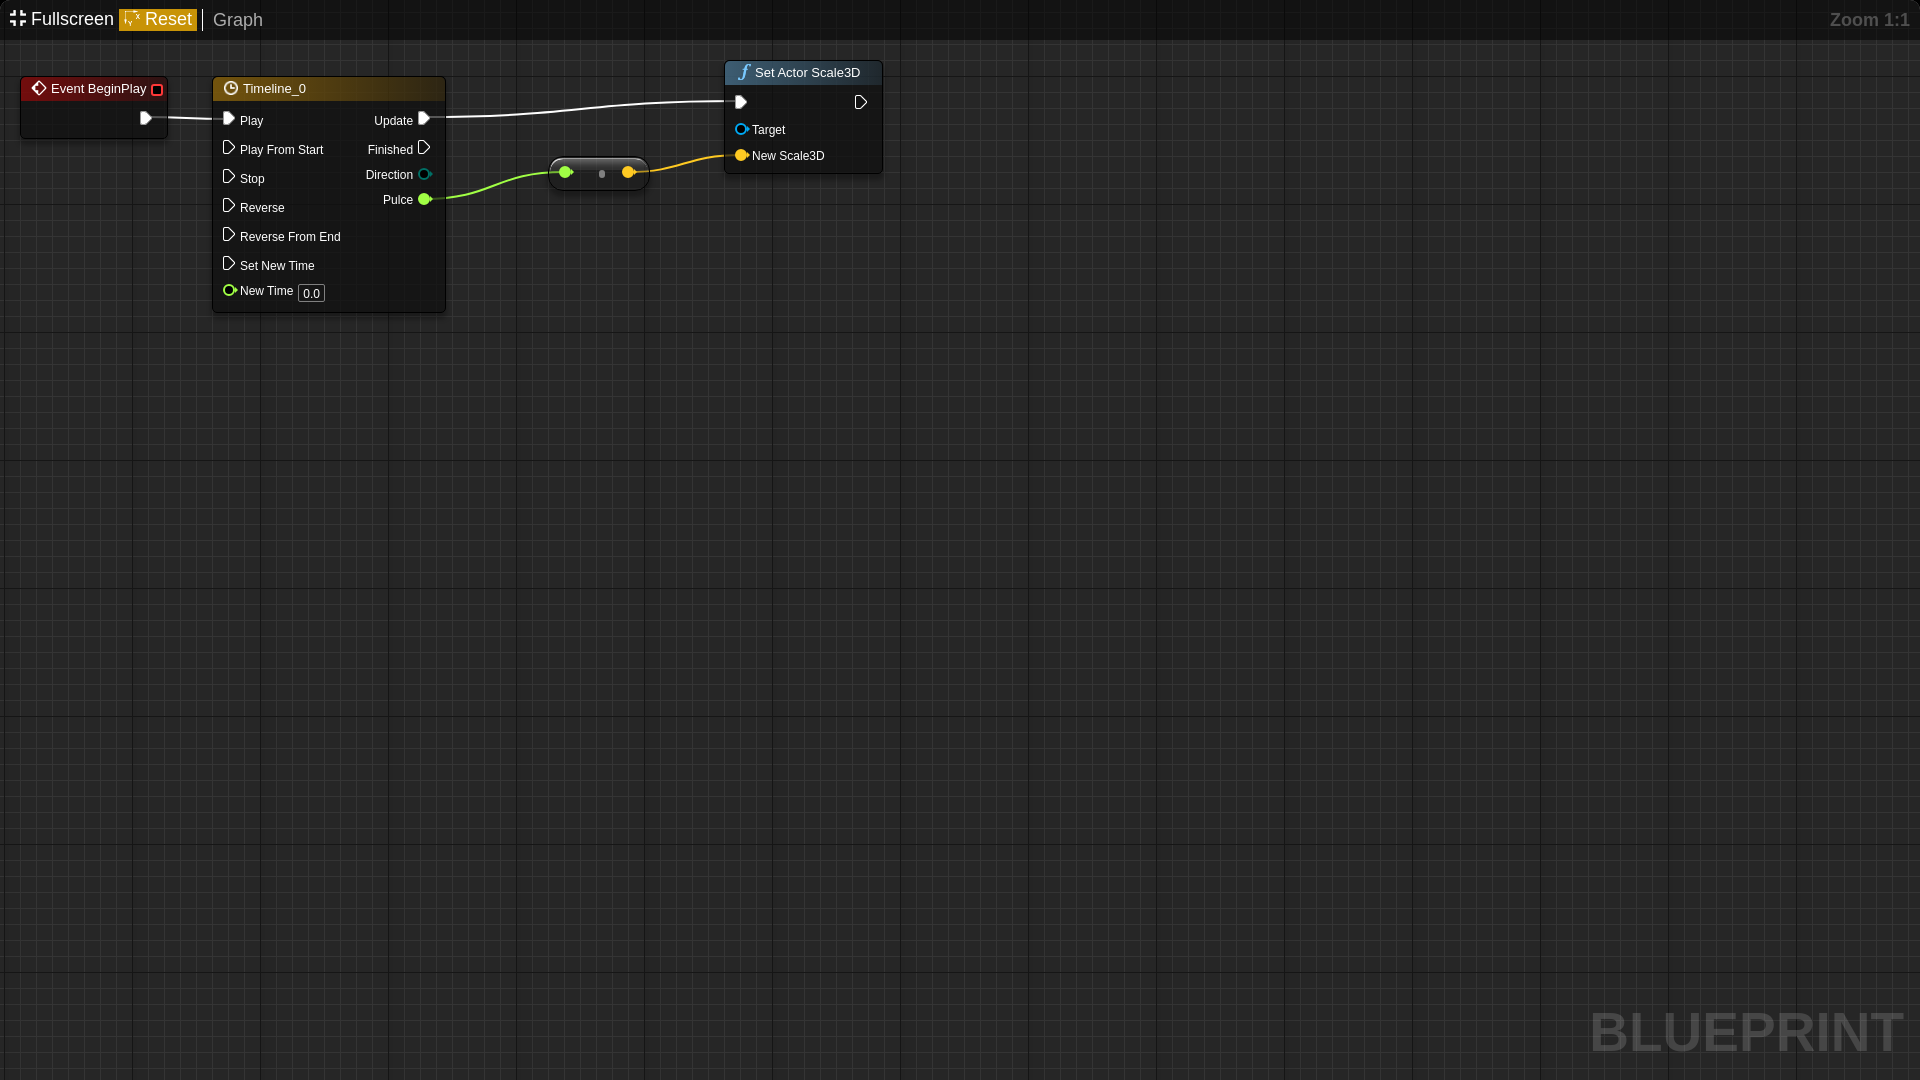 Fullscreen Reset Graph Zoom 1:1
Event BeginPlay
Timeline_0
Play Update
Play From Start Finished
Stop Direction
Reverse Pulce
Reverse From End
Set New Time
New Time 0.0
Set Actor Scale3D
Target
New Scale3D
BLUEPRINT